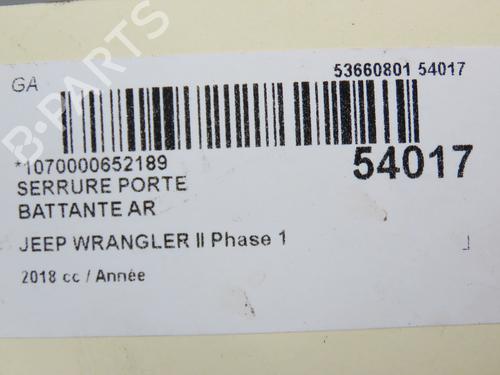 GA
53660801 54017
*1070000652189
54017
SERRURE PORTE
BATTANTE AR
JEEP WRANGLER II Phase 1
J
2018 cc / Année
B-PARTS